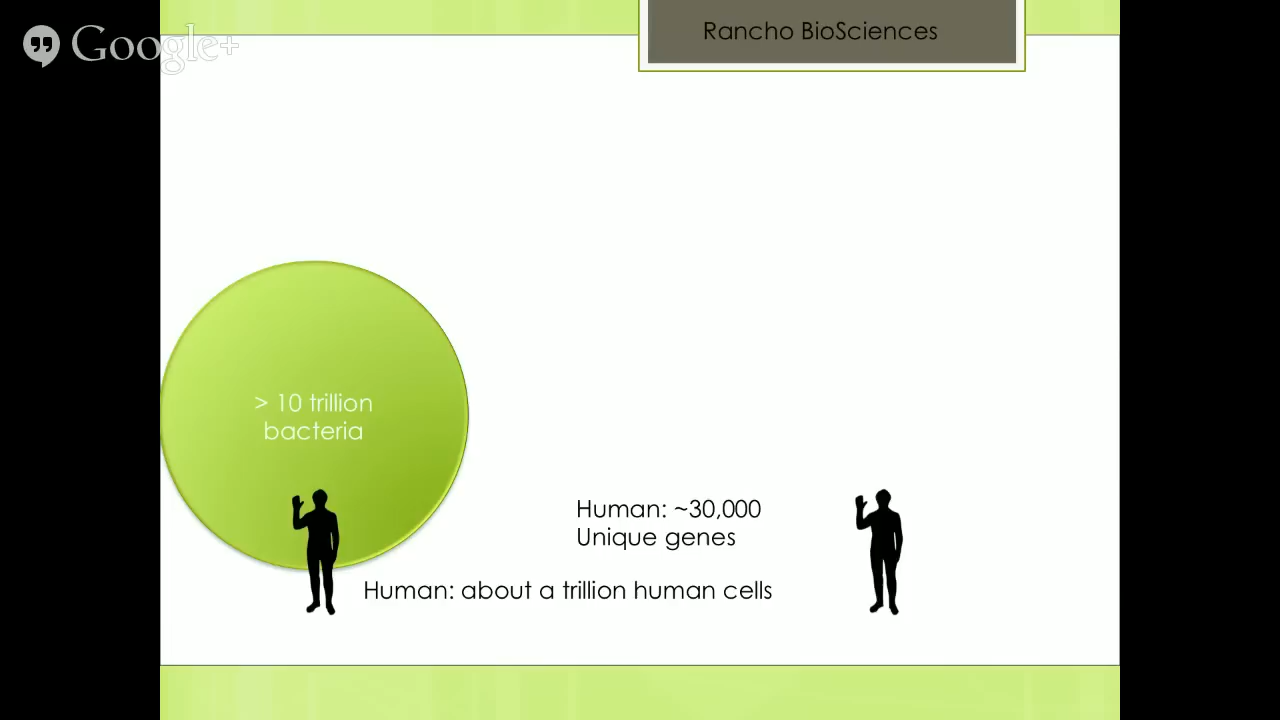 Google+
Rancho BioSciences
> 10 trillion
bacteria
Human: ~30,000
Unique genes
Human: about a trillion human cells